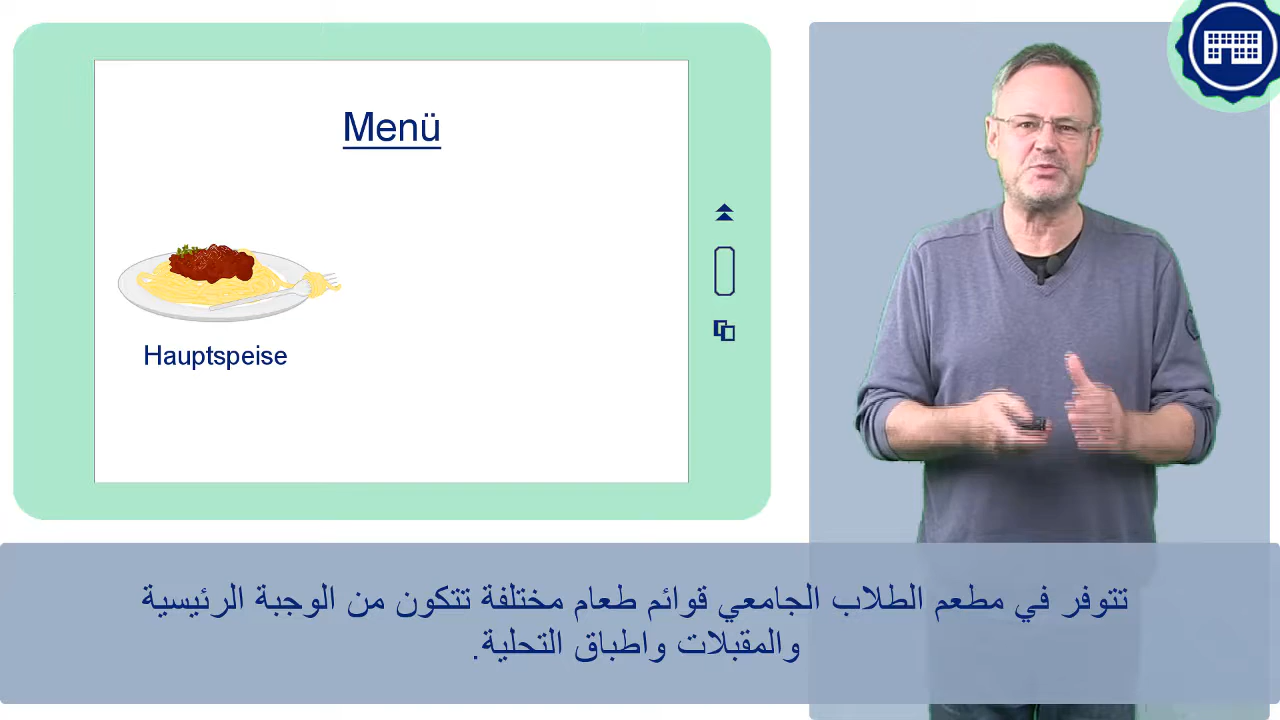 Menü
Hauptspeise
تتوفر في مطعم الطلاب الجامعي قوائم طعام مختلفة تتكون من الوجبة الرئيسية
والمقبلات واطباق التحلية.